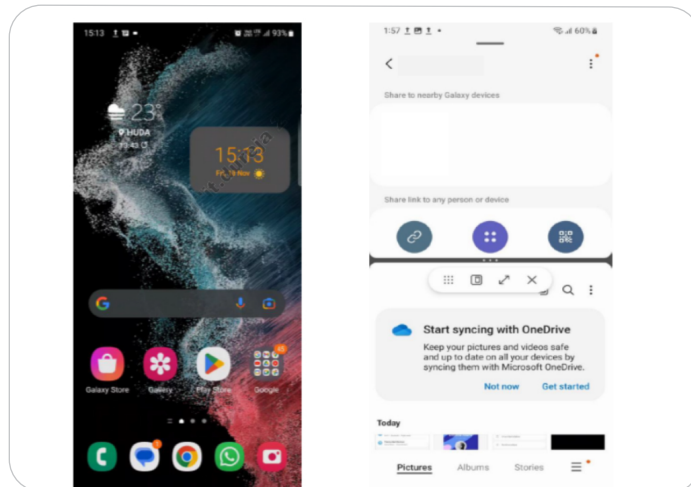 15:13
93%
23°
HUDA
15:13
Galaxy Store
Gallery
Play Store
Google
1:57
60%
Share to nearby Galaxy devices
Share link to any person or device
Start syncing with OneDrive
Keep your pictures and videos safe
and up to date on all your devices by
syncing them with Microsoft OneDrive.
Not now
Get started
Today
Pictures
Albums
Stories